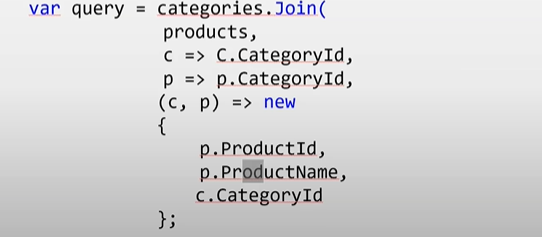 var query = categories.Join(
products,
c => C.CategoryId,
p => p.CategoryId,
(c, p) => new
{
p.ProductId,
p.ProductName,
c.CategoryId
};